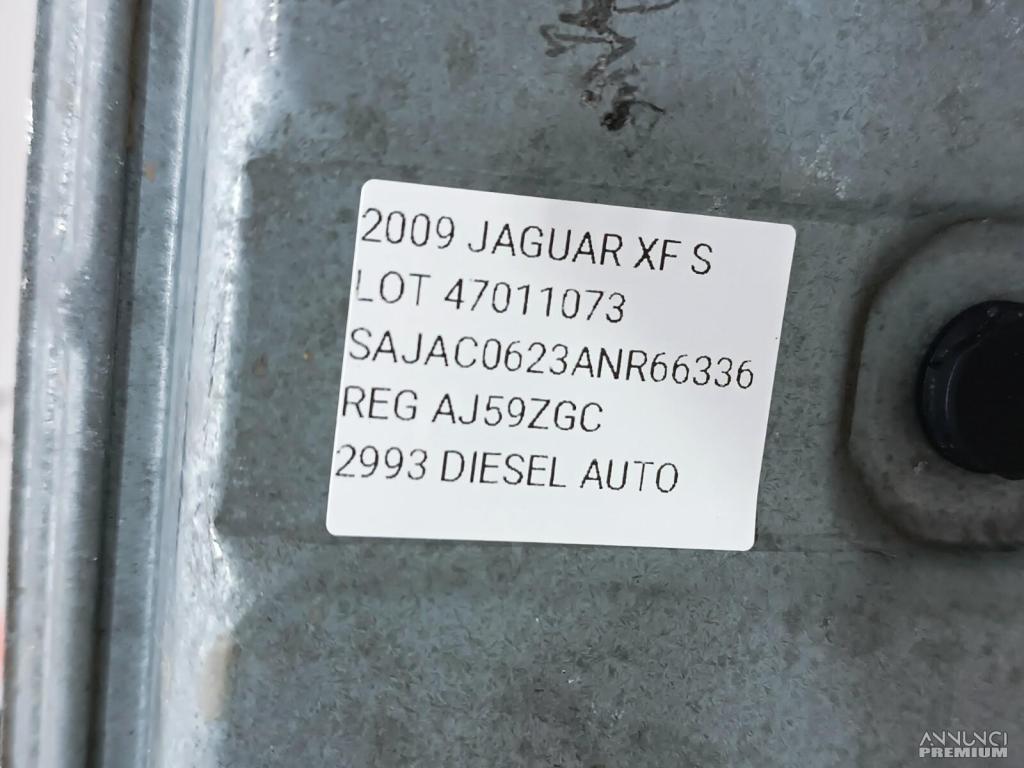 2009 JAGUAR XF S
LOT 47011073
SAJAC0623ANR66336
REG AJ59ZGC
2993 DIESEL AUTO
ANNUNCI
PREMIUM